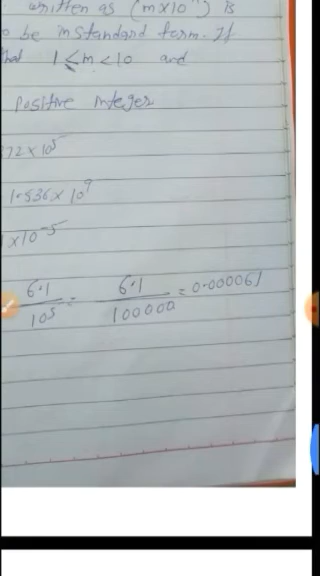 written as (m×10ⁿ) is
o be in standard form. If
that 1 ≤ m < 10 and
positive integer
72 × 10⁵
1.536 × 10⁹
× 10⁻⁵
6.1/10⁵ = 6.1/100000 = 0.000061